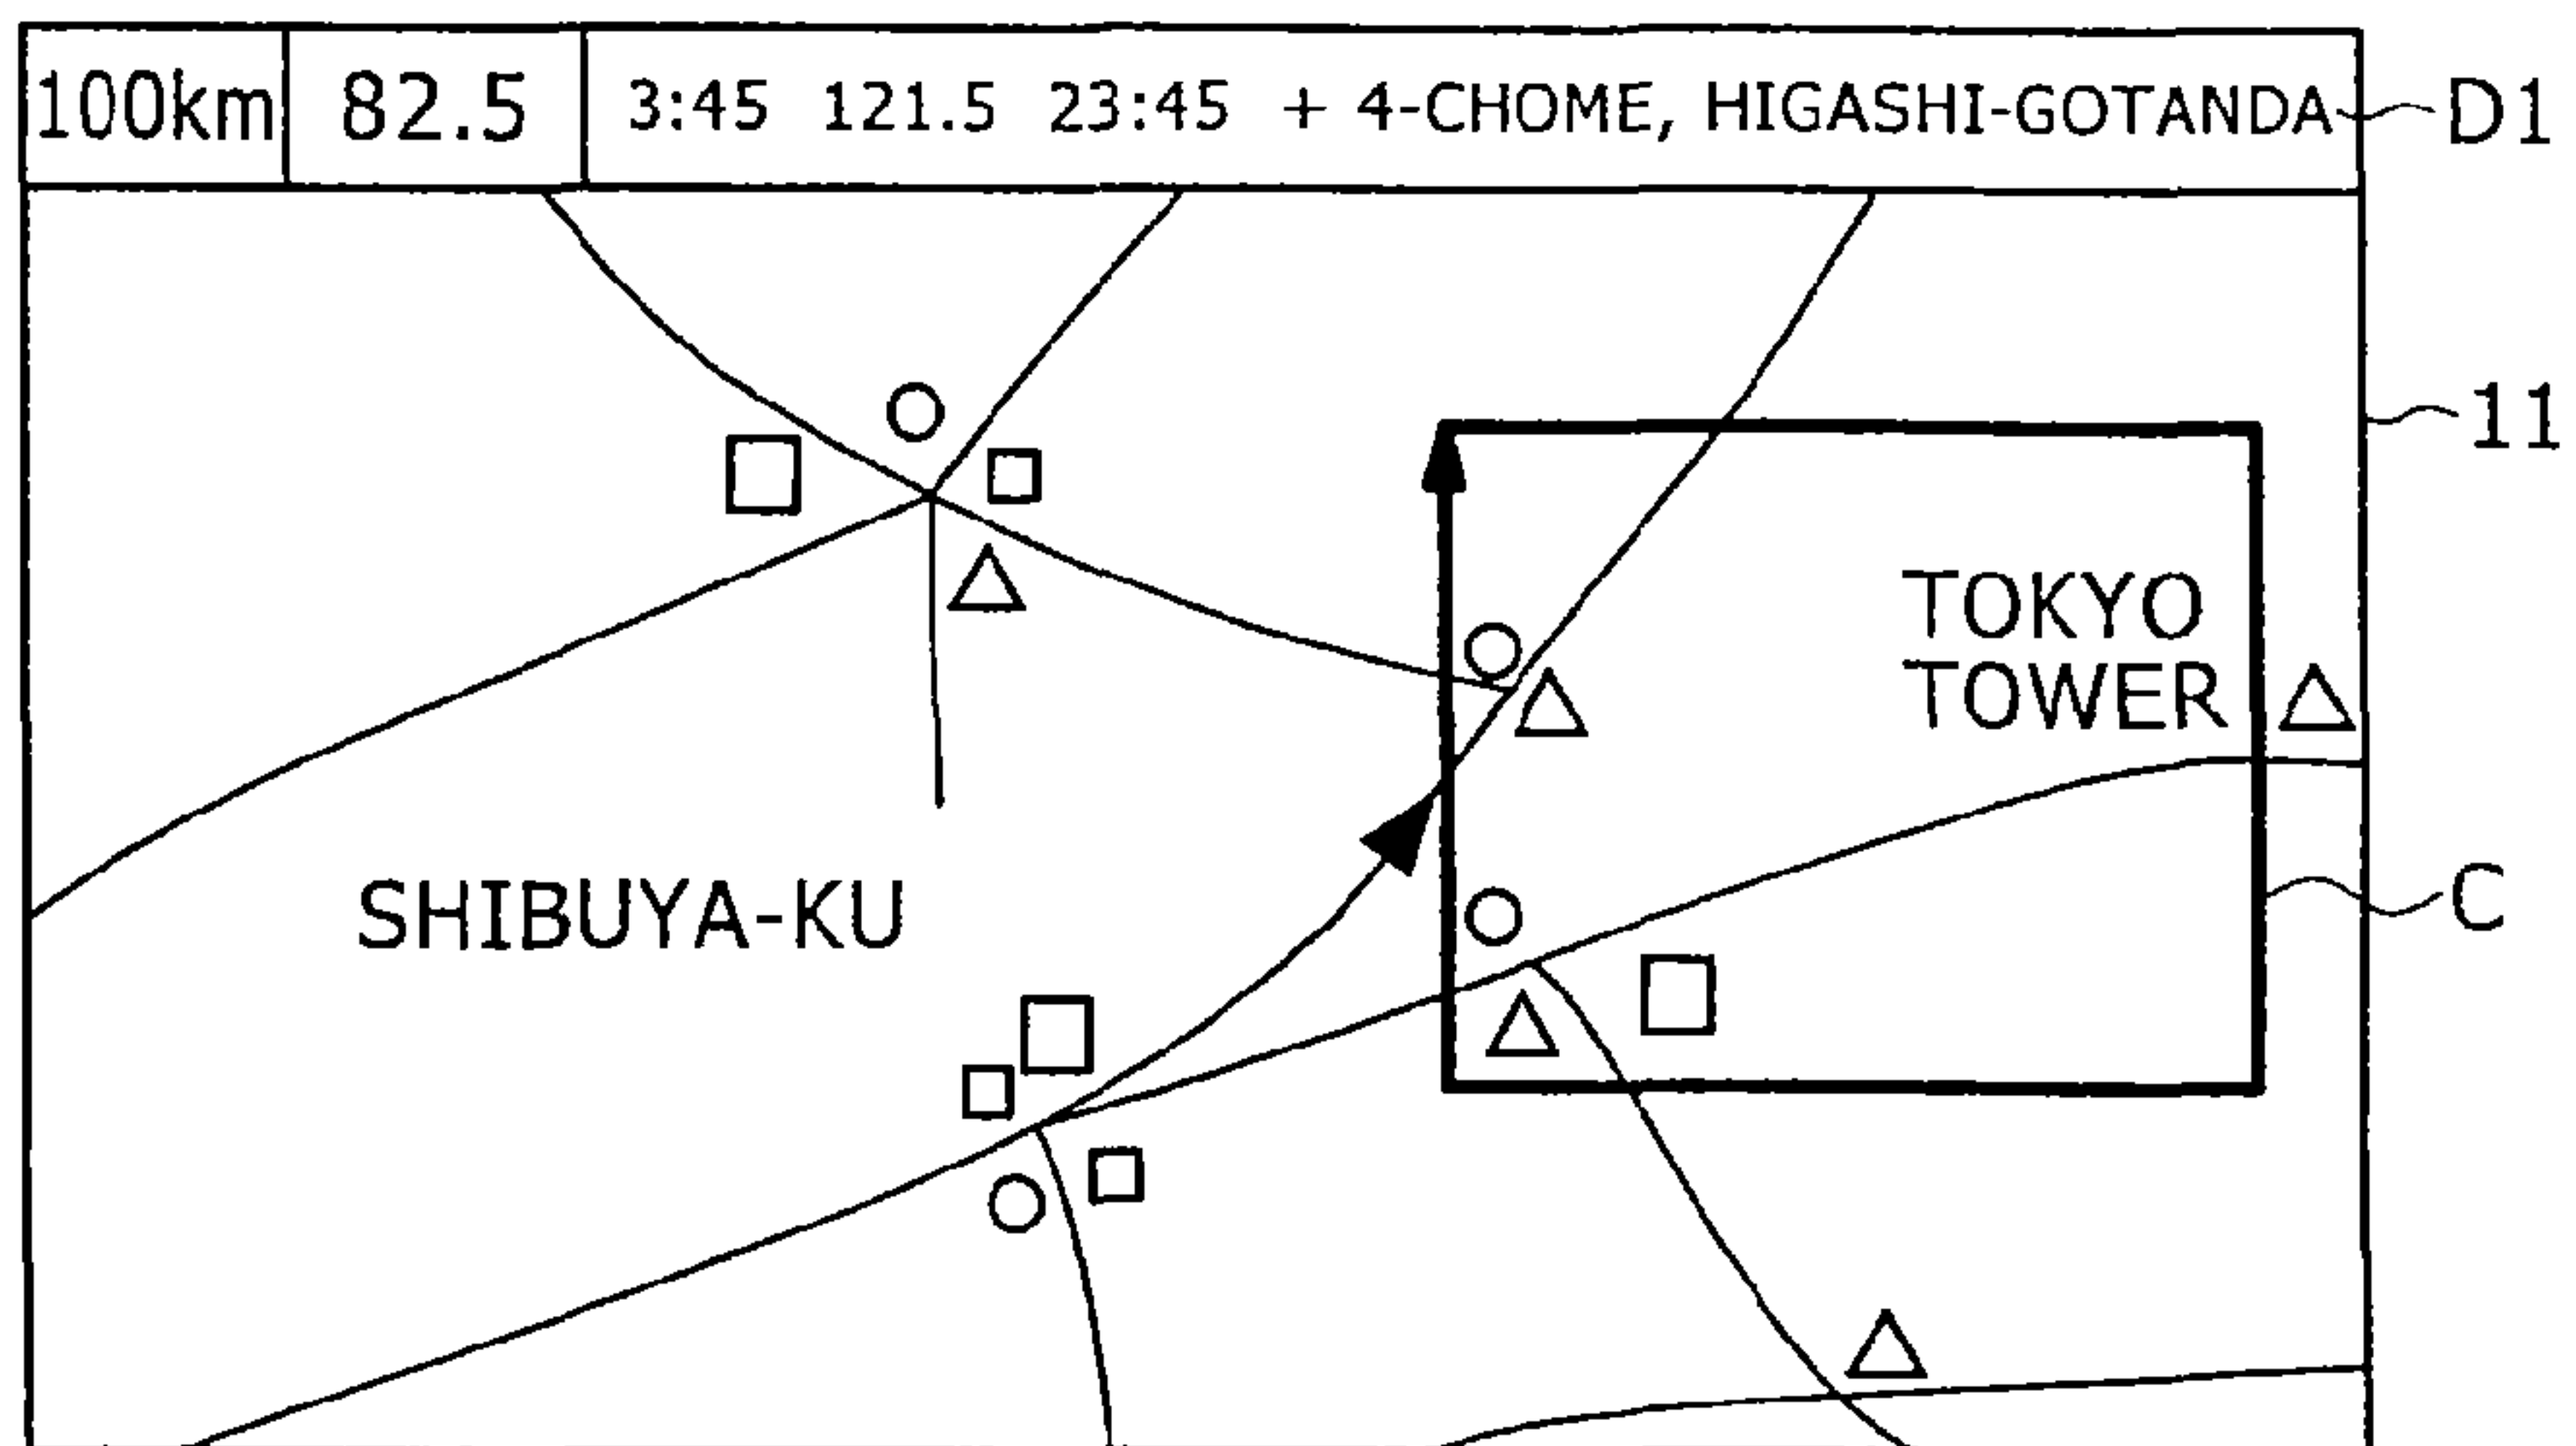 100km 82.5 3:45 121.5 23:45 + 4-CHOME, HIGASHI-GOTANDA D1
11
TOKYO
TOWER
SHIBUYA-KU
C